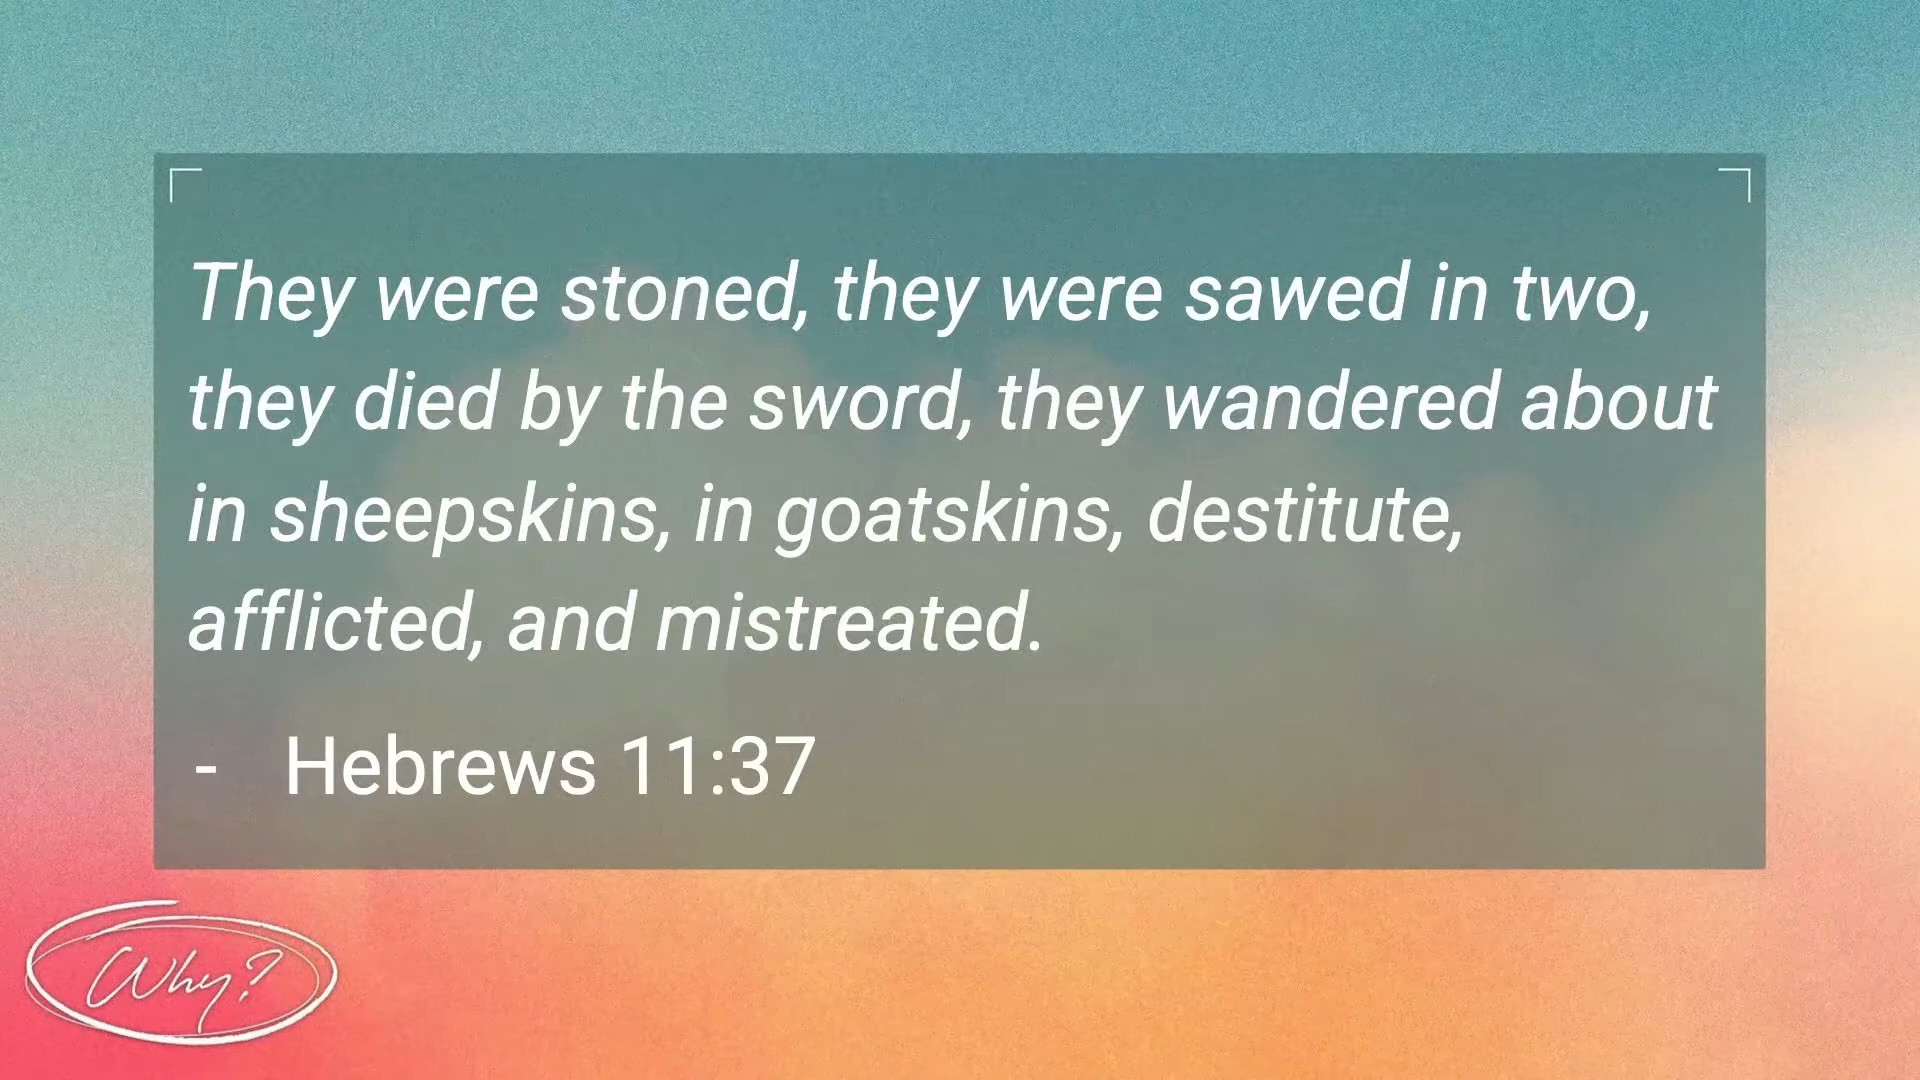 They were stoned, they were sawed in two,
they died by the sword, they wandered about
in sheepskins, in goatskins, destitute,
afflicted, and mistreated.
- Hebrews 11:37
Why?